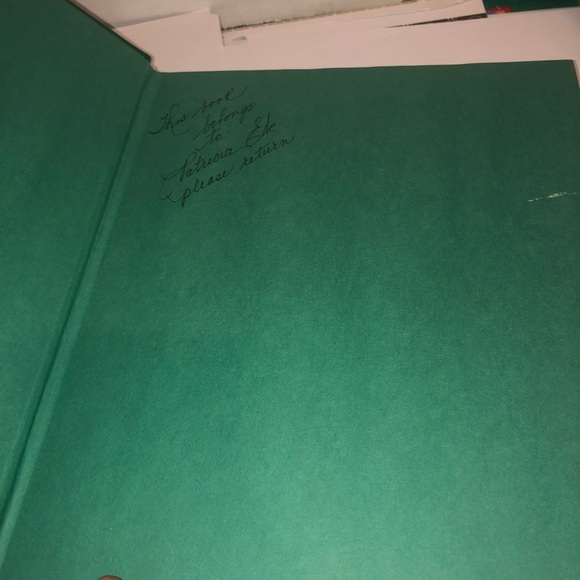 This book
belongs
to
Patricia
please return